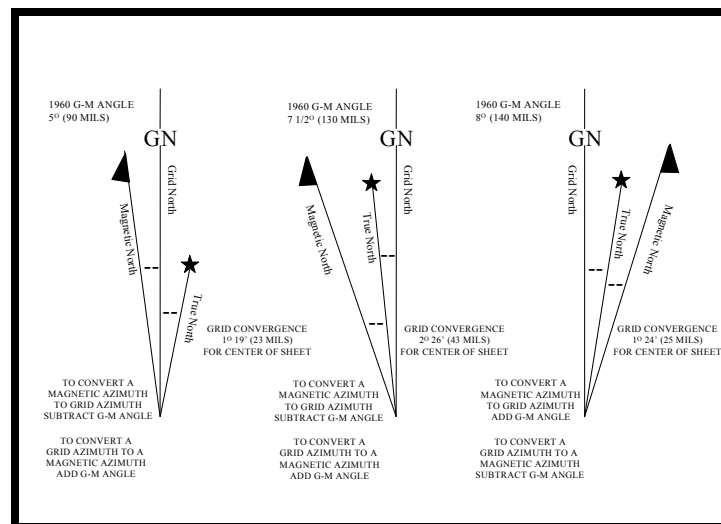 1960 G-M ANGLE
5⁰ (90 MILS)
GN
Grid North
Magnetic North
True North
GRID CONVERGENCE
1⁰ 19' (23 MILS)
FOR CENTER OF SHEET
TO CONVERT A
MAGNETIC AZIMUTH
TO GRID AZIMUTH
SUBTRACT G-M ANGLE
TO CONVERT A
GRID AZIMUTH TO A
MAGNETIC AZIMUTH
ADD G-M ANGLE
1960 G-M ANGLE
7 1/2⁰ (130 MILS)
GN
Grid North
True North
Magnetic North
GRID CONVERGENCE
2⁰ 26' (43 MILS)
FOR CENTER OF SHEET
TO CONVERT A
MAGNETIC AZIMUTH
TO GRID AZIMUTH
SUBTRACT G-M ANGLE
TO CONVERT A
GRID AZIMUTH TO A
MAGNETIC AZIMUTH
ADD G-M ANGLE
1960 G-M ANGLE
8⁰ (140 MILS)
GN
Grid North
True North
Magnetic North
GRID CONVERGENCE
1⁰ 24' (25 MILS)
FOR CENTER OF SHEET
TO CONVERT A
MAGNETIC AZIMUTH
TO GRID AZIMUTH
ADD G-M ANGLE
TO CONVERT A
GRID AZIMUTH TO A
MAGNETIC AZIMUTH
SUBTRACT G-M ANGLE